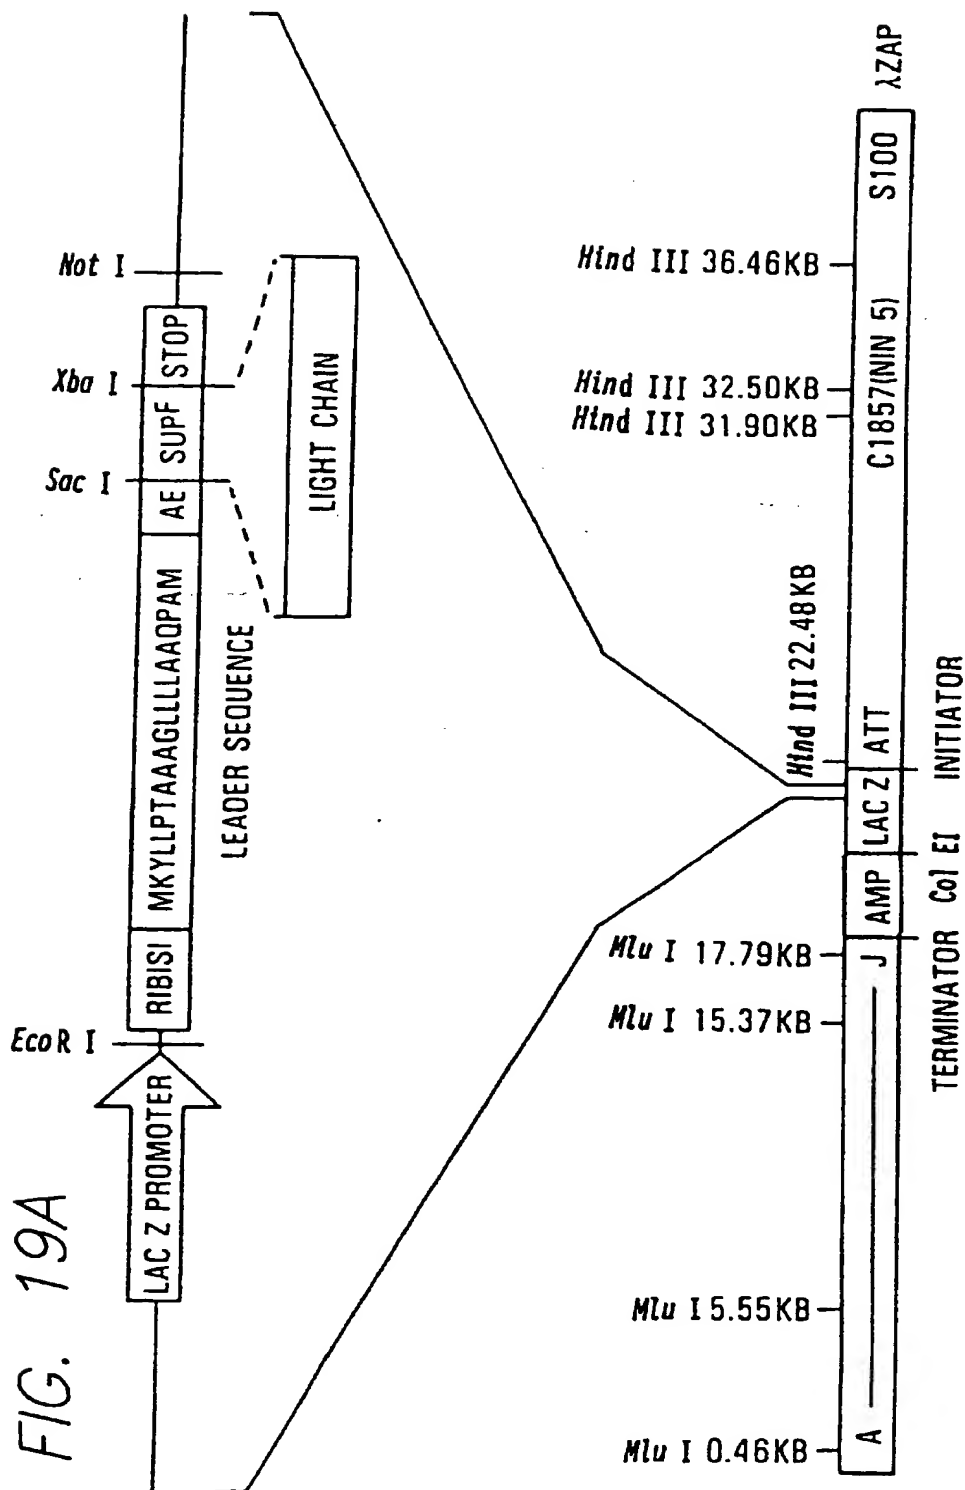 FIG. 19A
LAC Z PROMOTER
EcoR I
RIBISI
MKYLLPTAAAGLLLLAAQPAM
LEADER SEQUENCE
AE
Sac I
SUPF
Xba I
STOP
Not I
LIGHT CHAIN
Mlu I 0.46KB
Mlu I 5.55KB
Mlu I 15.37KB
Mlu I 17.79KB
Hind III 22.48KB
Hind III 31.90KB
Hind III 32.50KB
Hind III 36.46KB
A
J
AMP
LAC Z
ATT
C1857(NIN 5)
S100
λZAP
TERMINATOR
Col EI
INITIATOR